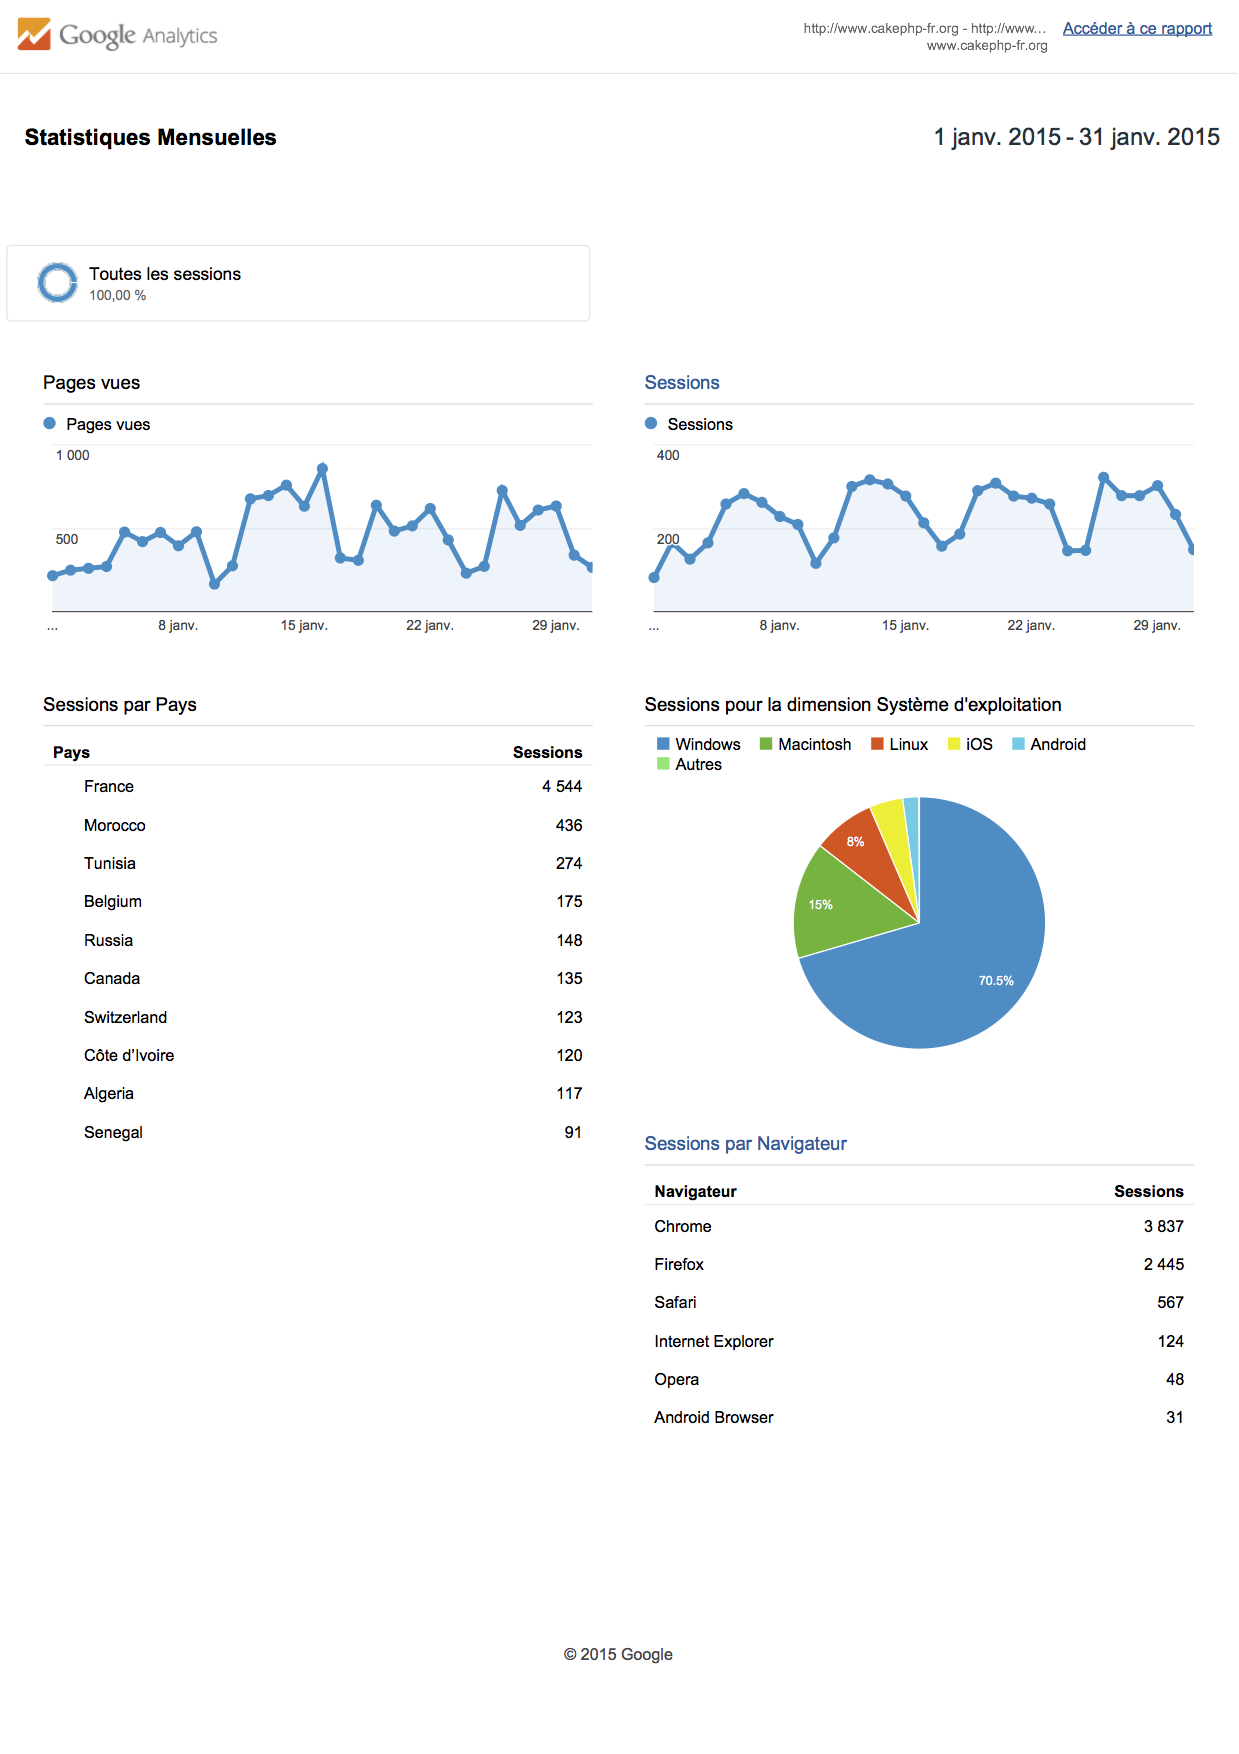 Google Analytics
http://www.cakephp-fr.org - http://www...
www.cakephp-fr.org
Accéder à ce rapport
Statistiques Mensuelles
1 janv. 2015 - 31 janv. 2015
Toutes les sessions
100,00 %
Pages vues
Pages vues
1 000
500
... 8 janv. 15 janv. 22 janv. 29 janv.
Sessions
Sessions
400
200
... 8 janv. 15 janv. 22 janv. 29 janv.
Sessions par Pays
Pays Sessions
France 4 544
Morocco 436
Tunisia 274
Belgium 175
Russia 148
Canada 135
Switzerland 123
Côte d’Ivoire 120
Algeria 117
Senegal 91
Sessions pour la dimension Système d'exploitation
Windows Macintosh Linux iOS Android
Autres
8%
15%
70.5%
Sessions par Navigateur
Navigateur Sessions
Chrome 3 837
Firefox 2 445
Safari 567
Internet Explorer 124
Opera 48
Android Browser 31
© 2015 Google